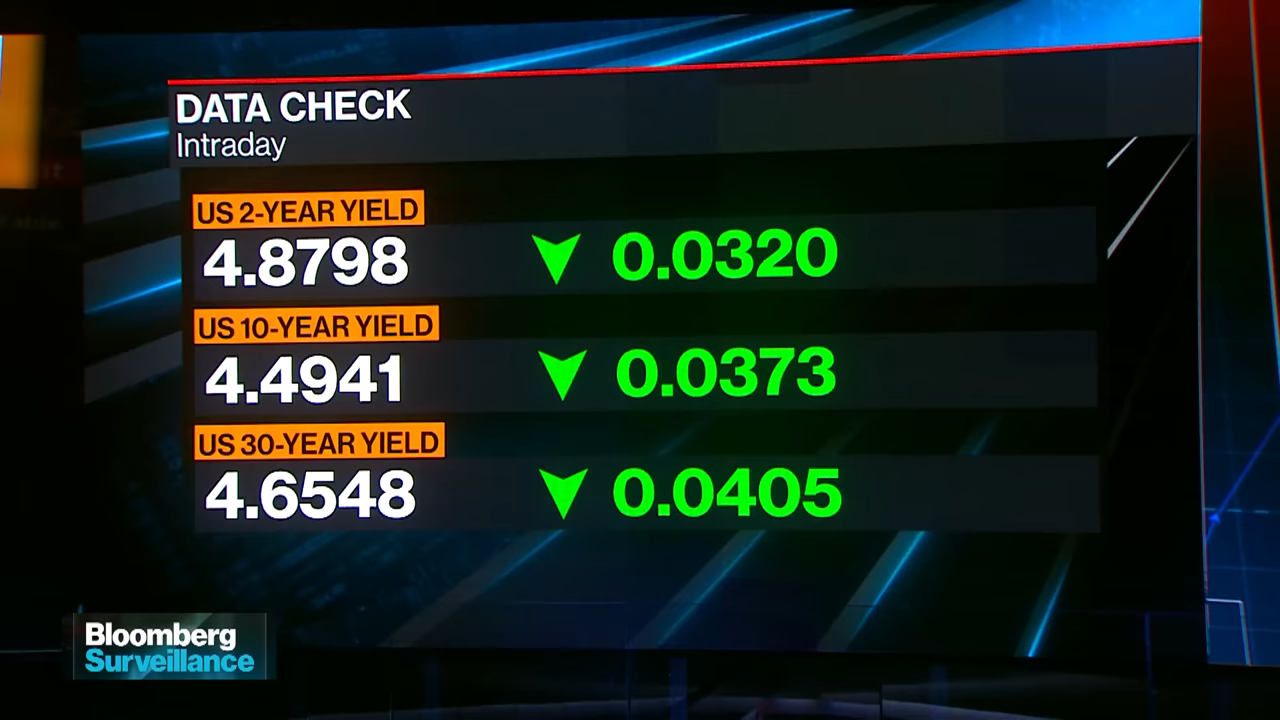 DATA CHECK
Intraday
US 2-YEAR YIELD
4.8798 ▼ 0.0320
US 10-YEAR YIELD
4.4941 ▼ 0.0373
US 30-YEAR YIELD
4.6548 ▼ 0.0405
Bloomberg
Surveillance